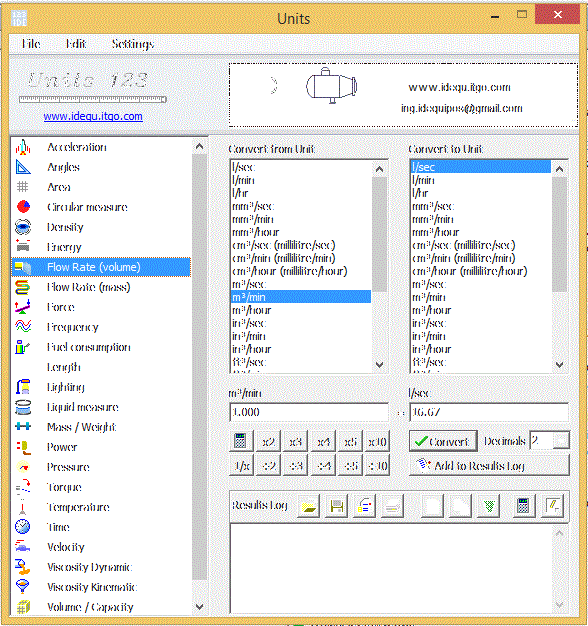 Units
File Edit Settings
Units 123
www.idequ.itgo.com
www.idequ.itgo.com
ing.idequipos@gmail.com
Acceleration
Angles
Area
Circular measure
Density
Energy
Flow Rate (volume)
Flow Rate (mass)
Force
Frequency
Fuel consumption
Length
Lighting
Liquid measure
Mass / Weight
Power
Pressure
Torque
Temperature
Time
Velocity
Viscosity Dynamic
Viscosity Kinematic
Volume / Capacity
Convert from Unit
l/sec
l/min
l/hr
mm³/sec
mm³/min
mm³/hour
cm³/sec (millilitre/sec)
cm³/min (millilitre/min)
cm³/hour (millilitre/hour)
m³/sec
m³/min
m³/hour
in³/sec
in³/min
in³/hour
ft³/sec
Convert to Unit
l/sec
l/min
l/hr
mm³/sec
mm³/min
mm³/hour
cm³/sec (millilitre/sec)
cm³/min (millilitre/min)
cm³/hour (millilitre/hour)
m³/sec
m³/min
m³/hour
in³/sec
in³/min
in³/hour
ft³/sec
m³/min l/sec
1.000 16.67
x2 x3 x4 x5 x10
1/x ÷2 ÷3 ÷4 ÷5 ÷10
Convert Decimals 2
Add to Results Log
Results Log